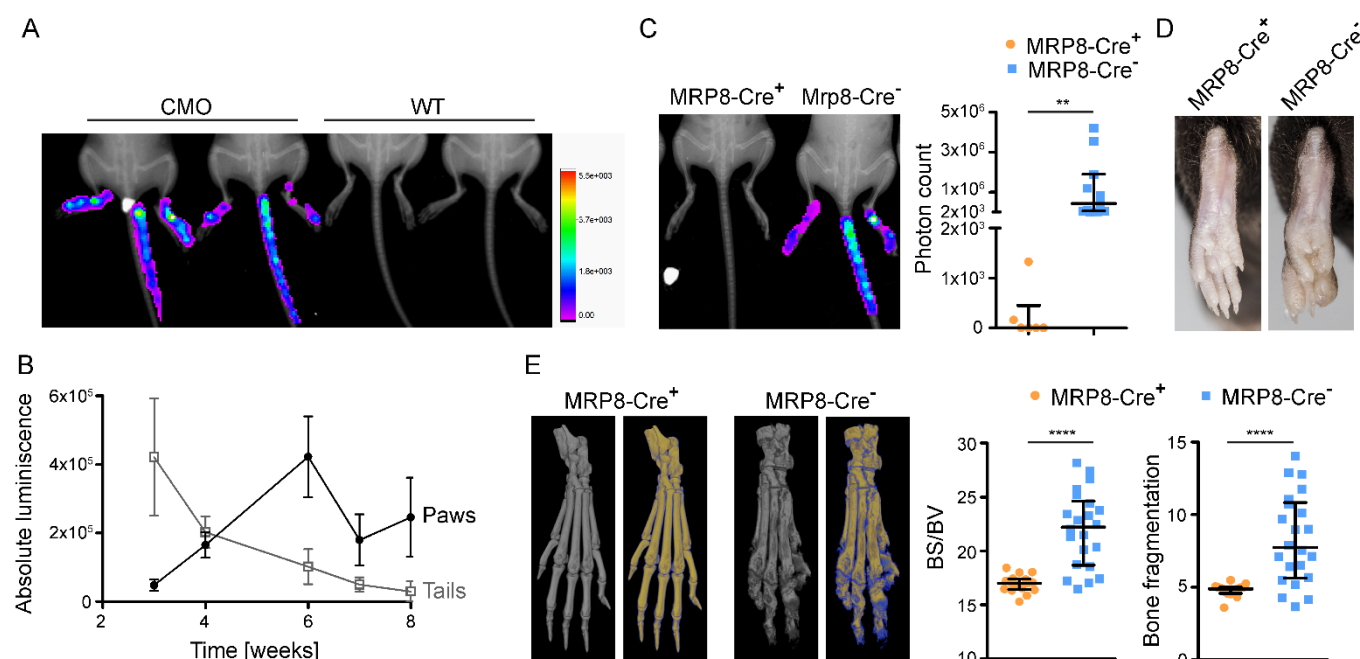 A
CMO
WT
5.5e+003
3.7e+003
1.8e+003
0.00
B
Absolute luminiscence
6x10⁵
4x10⁵
2x10⁵
0
2
4
6
8
Time [weeks]
Paws
Tails
C
MRP8-Cre⁺
Mrp8-Cre⁻
MRP8-Cre⁺
MRP8-Cre⁻
**
Photon count
5x10⁶
3x10⁶
1x10⁶
2x10³
2x10³
1x10³
0
D
MRP8-Cre⁺
MRP8-Cre⁻
E
MRP8-Cre⁺
MRP8-Cre⁻
MRP8-Cre⁺
MRP8-Cre⁻
****
BS/BV
30
25
20
15
10
****
Bone fragmentation
15
10
5
0